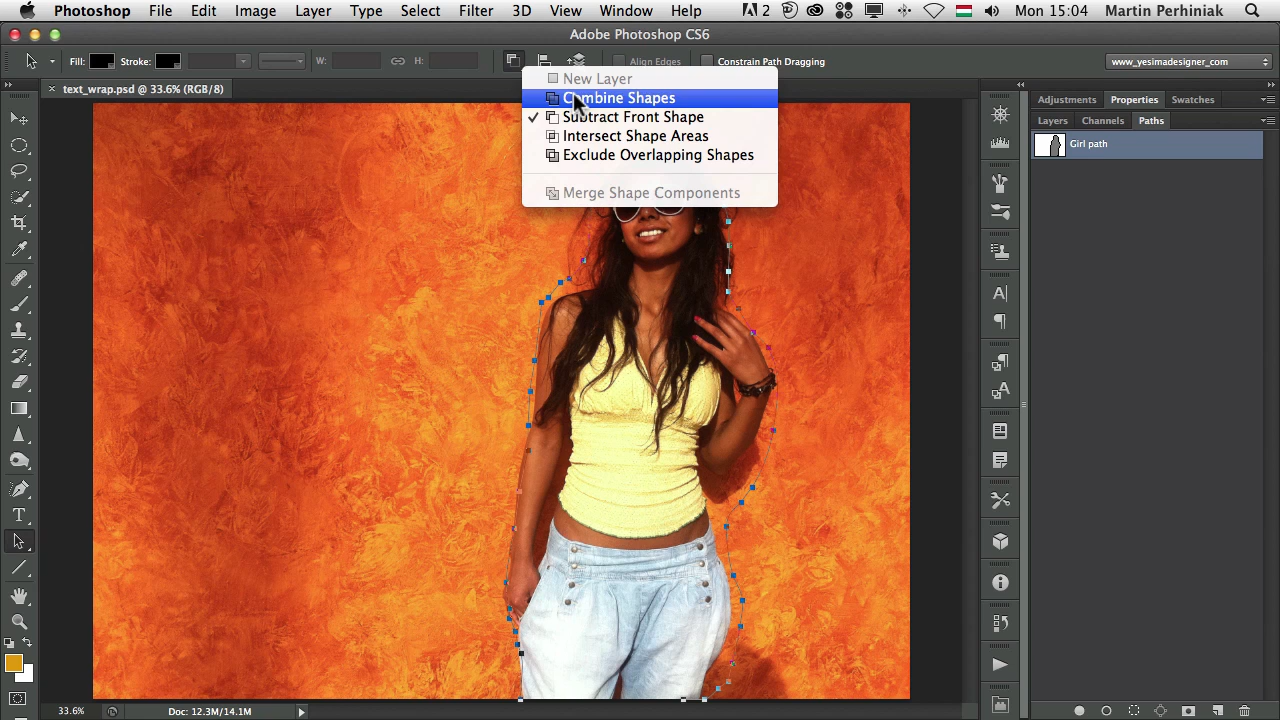 Photoshop File Edit Image Layer Type Select Filter 3D View Window Help 2 Mon 15:04 Martin Perhiniak
Adobe Photoshop CS6
Fill: Stroke: W: H: Align Edges Constrain Path Dragging www_yesimadesigner_com
× text_wrap.psd @ 33.6% (RGB/8)
New Layer
Combine Shapes
✓ Subtract Front Shape
Intersect Shape Areas
Exclude Overlapping Shapes
Merge Shape Components
Adjustments Properties Swatches
Layers Channels Paths
Girl path
33.6% Doc: 12.3M/14.1M